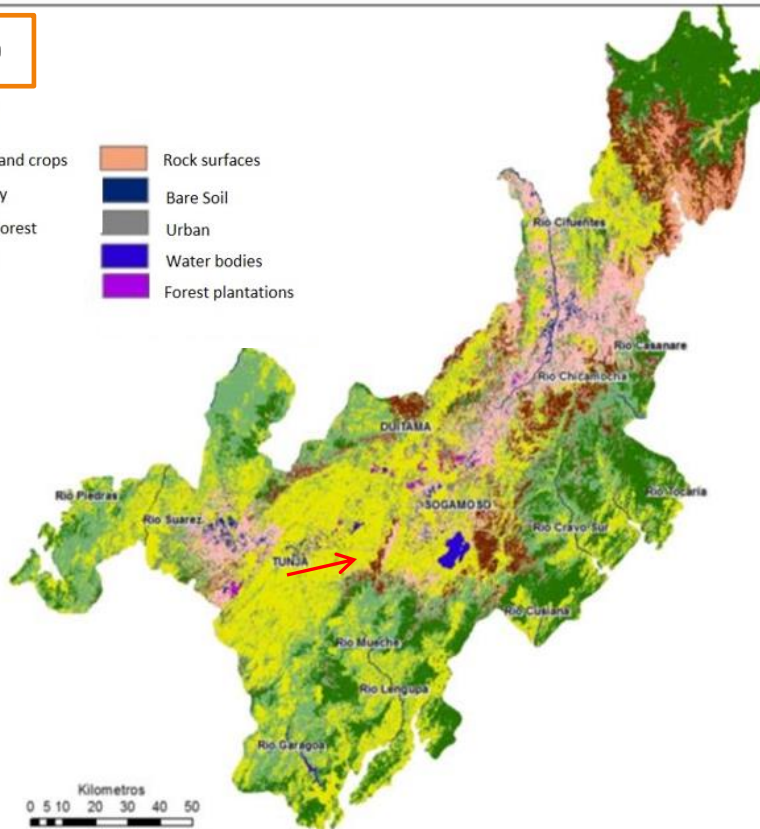 and crops
y
orest
Rock surfaces
Bare Soil
Urban
Water bodies
Forest plantations
Rio Cifuentes
Rio Casanare
Rio Chicamocha
DUITAMA
Rio Piedras
Rio Suarez
SOGAMOSO
Rio Tocaria
Rio Cravo Sur
TUNJA
Rio Cusiana
Rio Mueche
Rio Lengupa
Rio Garagoa
Kilometros
0 5 10 20 30 40 50